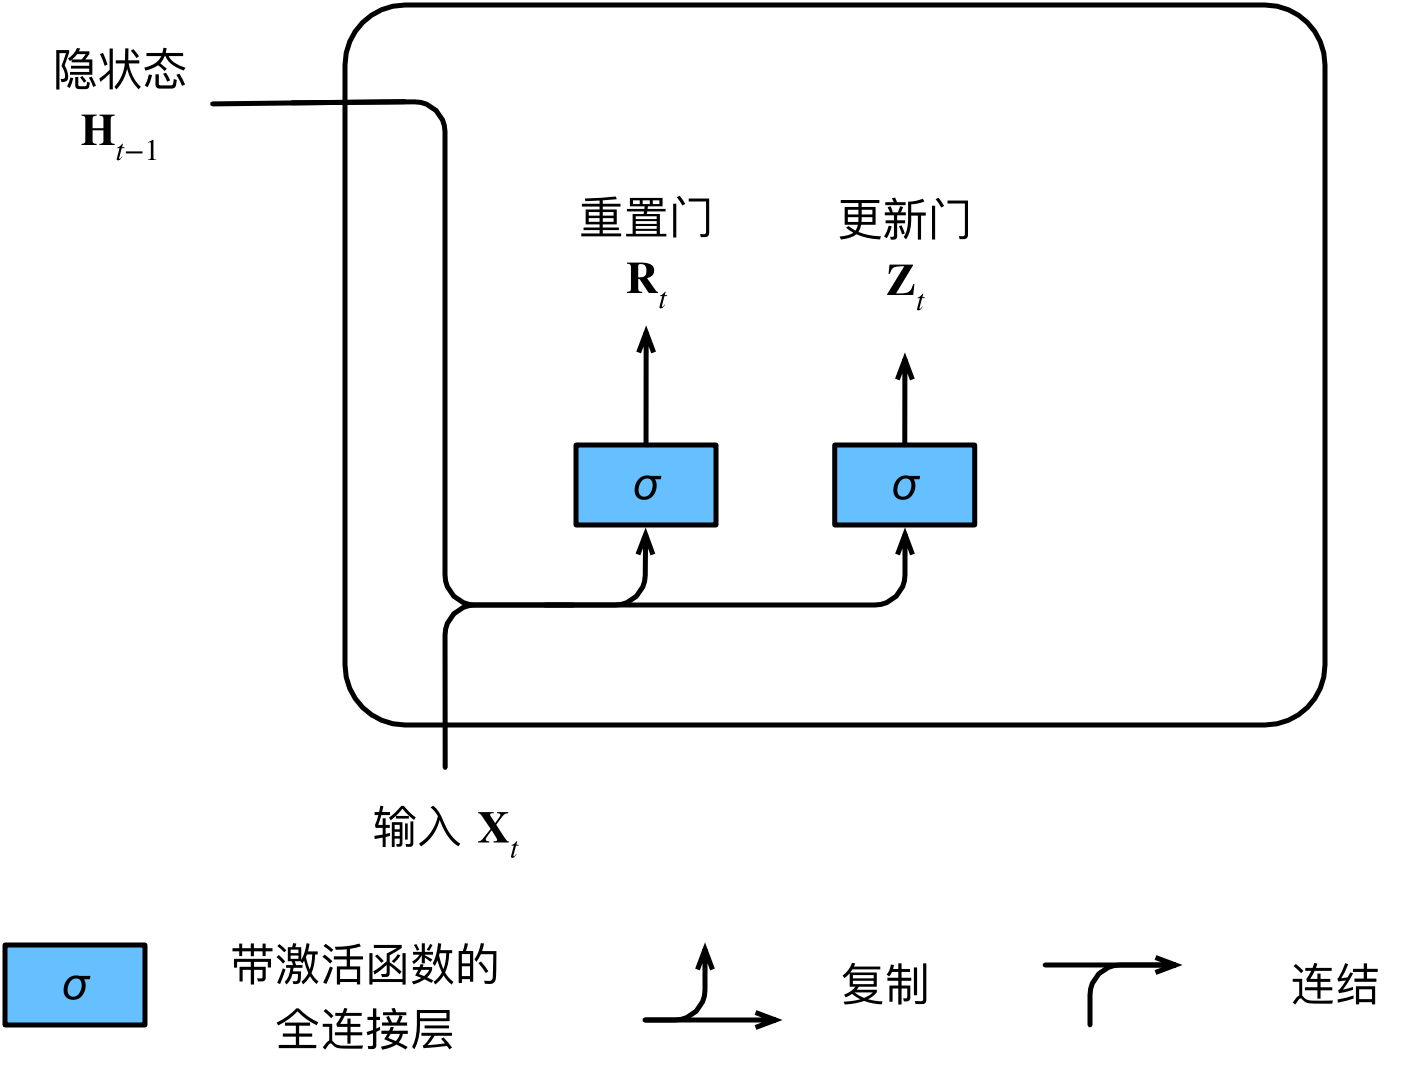 隐状态
H_{t−1}
重置门
R_t
更新门
Z_t
σ
σ
输入 X_t
σ
带激活函数的
全连接层
复制
连结